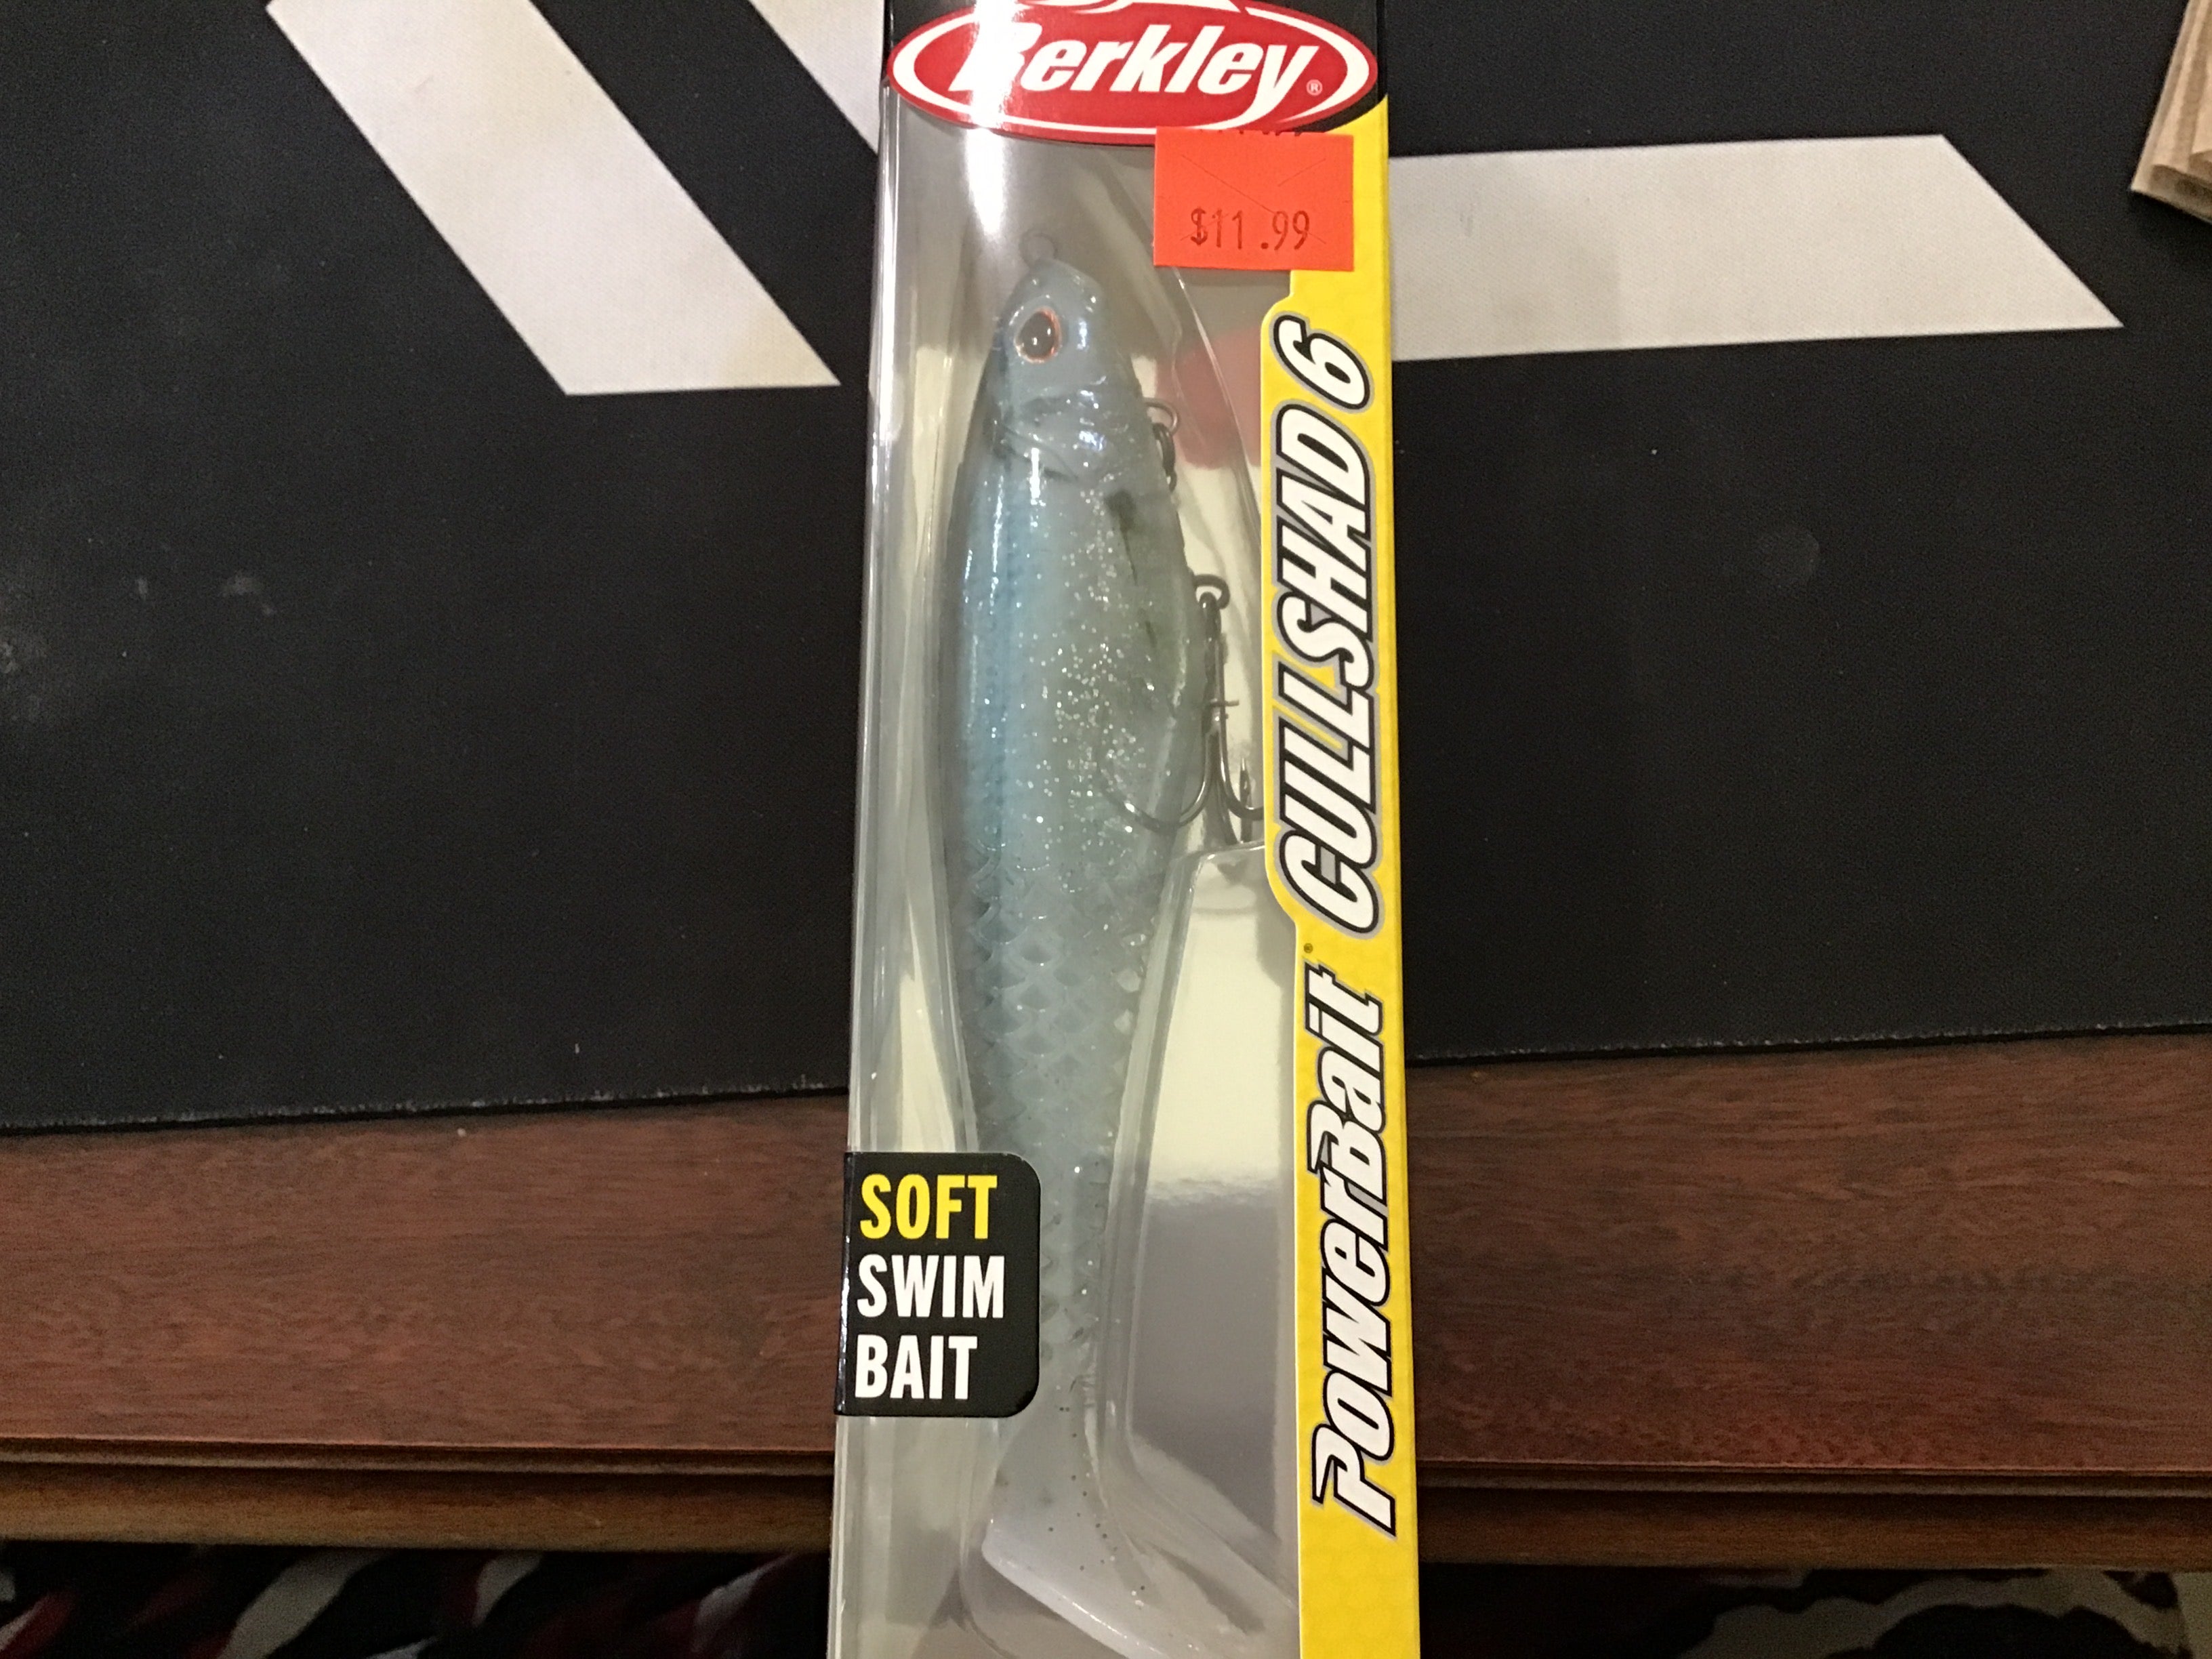 Berkley®
$11.99
PowerBait® CULLSHAD 6
SOFT
SWIM
BAIT